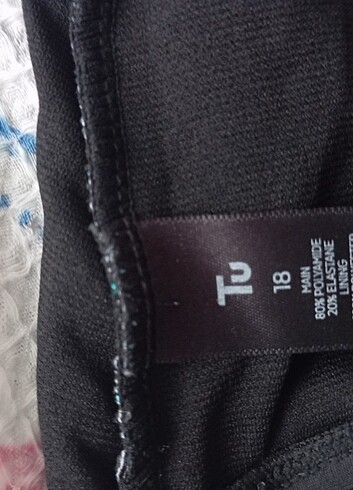 Tu
18
MAIN
80% POLYAMIDE
20% ELASTANE
LINING